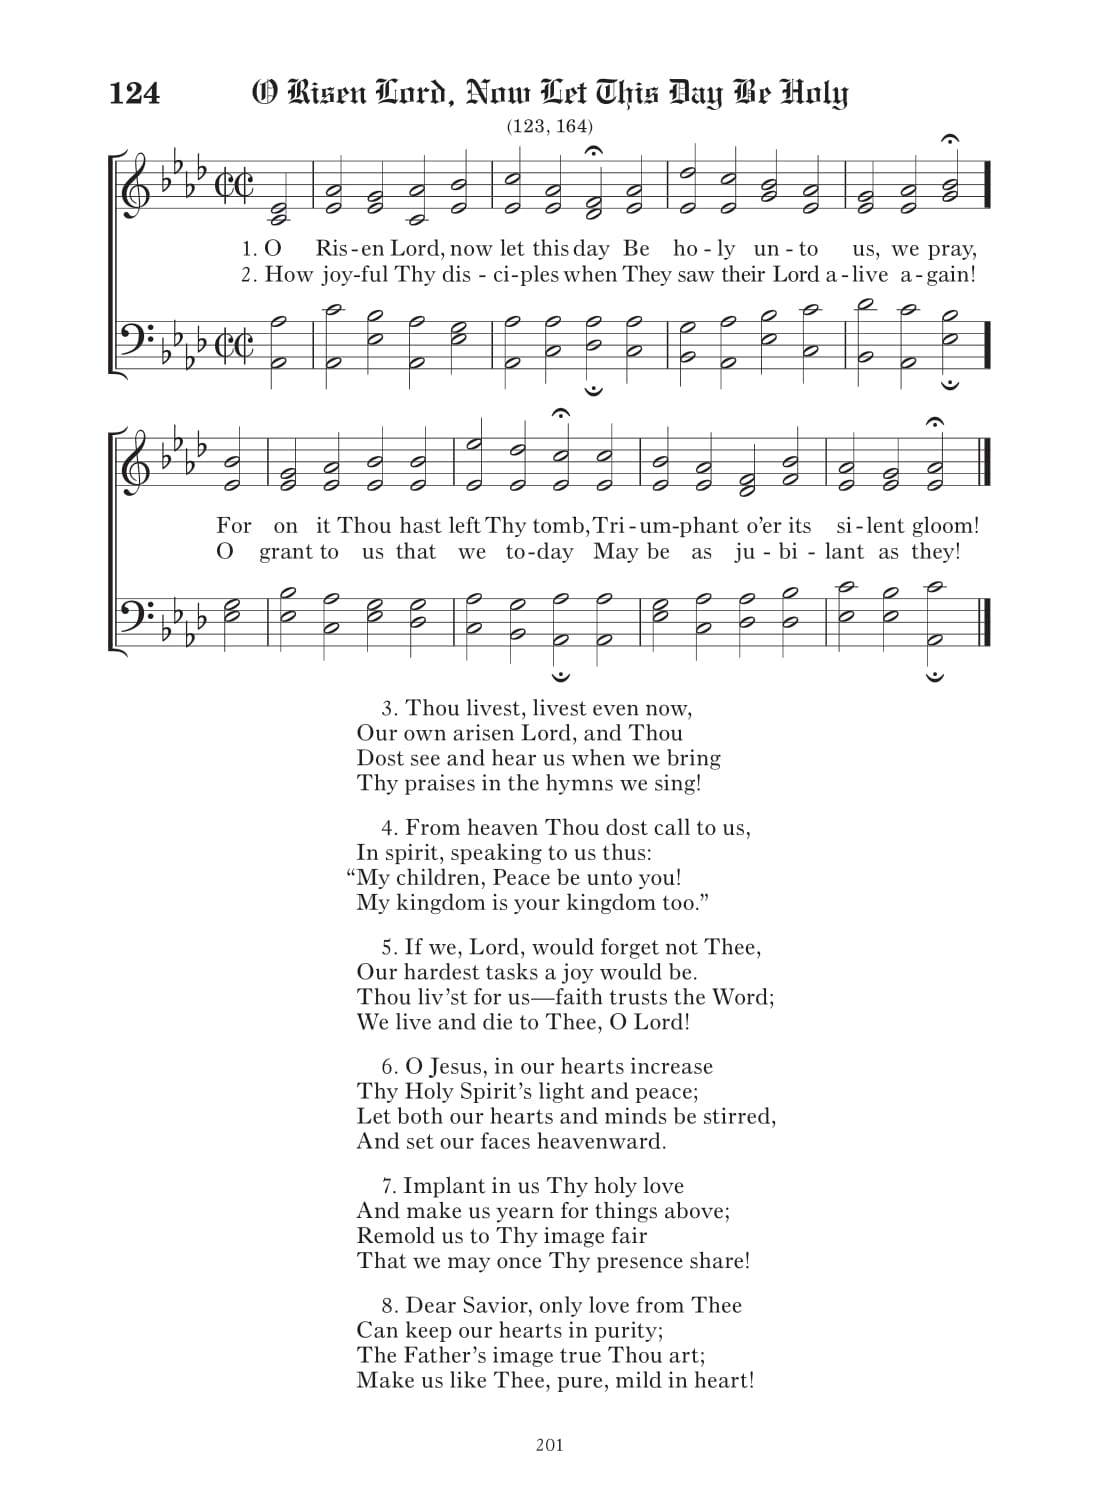 124 O Risen Lord, Now Let This Day Be Holy
(123, 164)
1. O Ris - en Lord, now let this day Be ho - ly un - to us, we pray,
2. How joy - ful Thy dis - ci - ples when They saw their Lord a - live a - gain!
For on it Thou hast left Thy tomb, Tri - um - phant o’er its si - lent gloom!
O grant to us that we to - day May be as ju - bi - lant as they!
3. Thou livest, livest even now,
Our own arisen Lord, and Thou
Dost see and hear us when we bring
Thy praises in the hymns we sing!
4. From heaven Thou dost call to us,
In spirit, speaking to us thus:
“My children, Peace be unto you!
My kingdom is your kingdom too.”
5. If we, Lord, would forget not Thee,
Our hardest tasks a joy would be.
Thou liv’st for us—faith trusts the Word;
We live and die to Thee, O Lord!
6. O Jesus, in our hearts increase
Thy Holy Spirit’s light and peace;
Let both our hearts and minds be stirred,
And set our faces heavenward.
7. Implant in us Thy holy love
And make us yearn for things above;
Remold us to Thy image fair
That we may once Thy presence share!
8. Dear Savior, only love from Thee
Can keep our hearts in purity;
The Father’s image true Thou art;
Make us like Thee, pure, mild in heart!
201